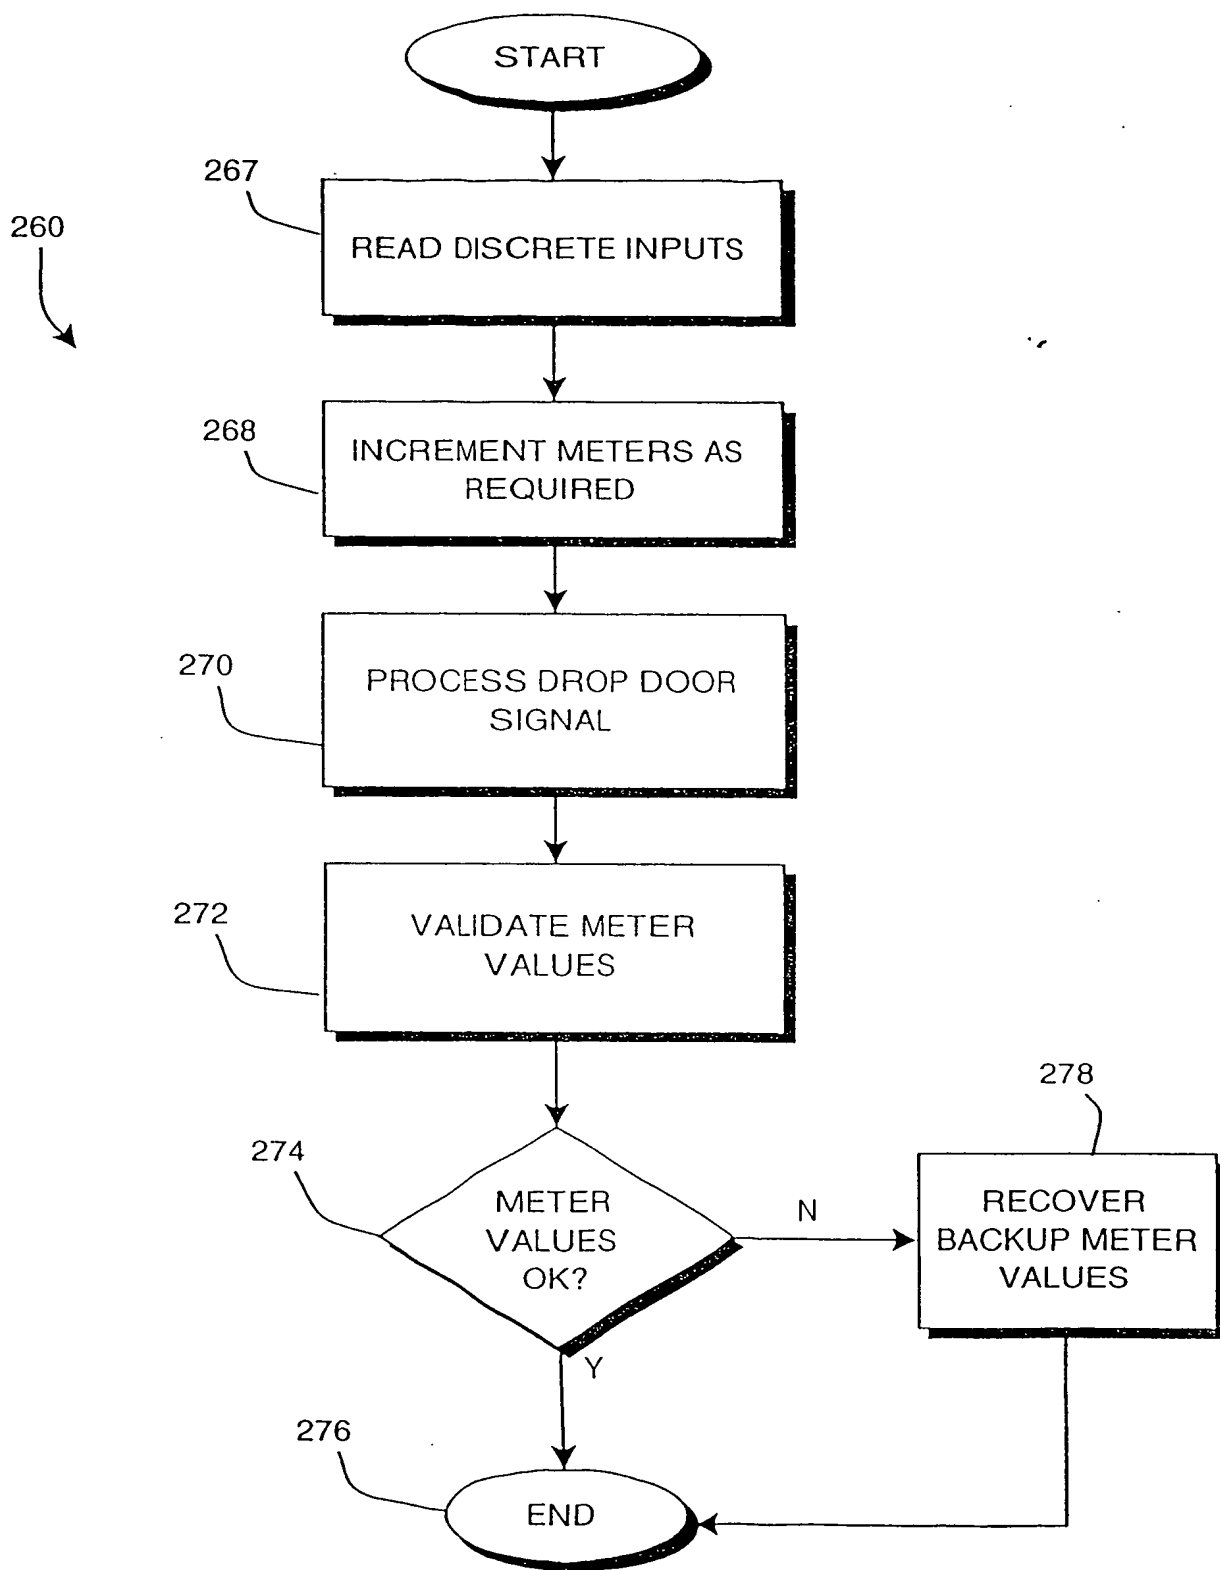 START
267
260
READ DISCRETE INPUTS
268
INCREMENT METERS AS
REQUIRED
270
PROCESS DROP DOOR
SIGNAL
272
VALIDATE METER
VALUES
278
274
METER
VALUES
OK?
N
RECOVER
BACKUP METER
VALUES
Y
276
END